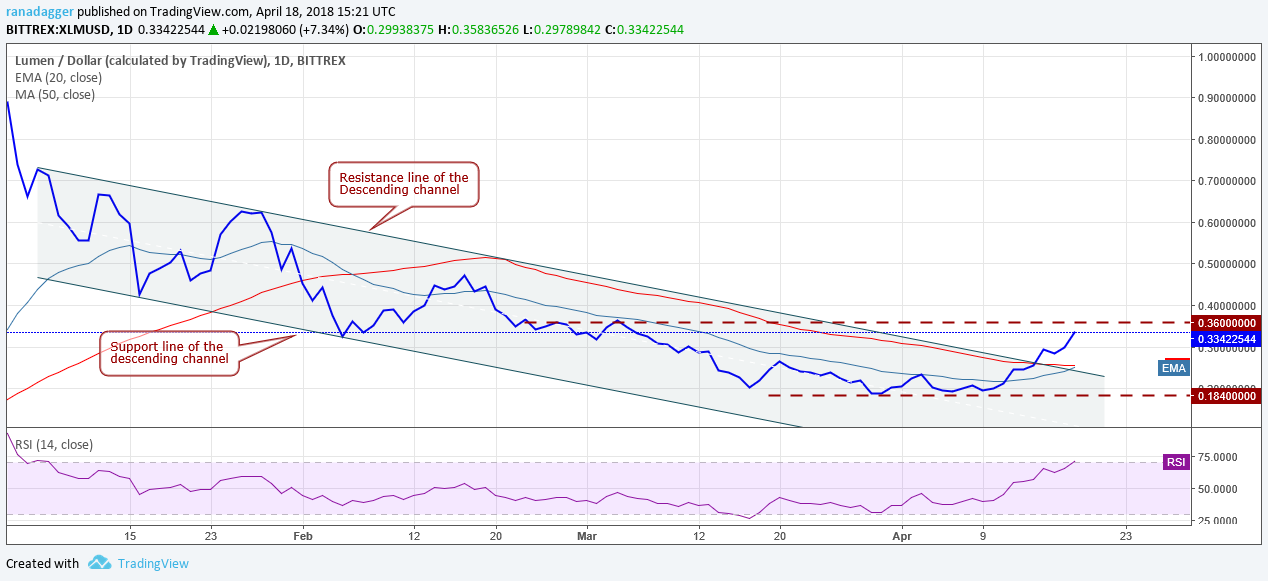 ranadagger published on TradingView.com, April 18, 2018 15:21 UTC
BITTREX:XLMUSD, 1D 0.33422544 ▲ +0.02198060 (+7.34%) O:0.29938375 H:0.35836526 L:0.29789842 C:0.33422544
Lumen / Dollar (calculated by TradingView), 1D, BITTREX
EMA (20, close)
MA (50, close)
1.00000000
0.90000000
0.80000000
0.70000000
0.60000000
0.50000000
0.40000000
0.36000000
0.33422544
0.30000000
EMA
0.20000000
0.18400000
Resistance line of the
Descending channel
Support line of the
descending channel
RSI (14, close)
RSI
75.0000
50.0000
25.0000
15 23 Feb 12 20 Mar 12 20 Apr 9 23
Created with TradingView